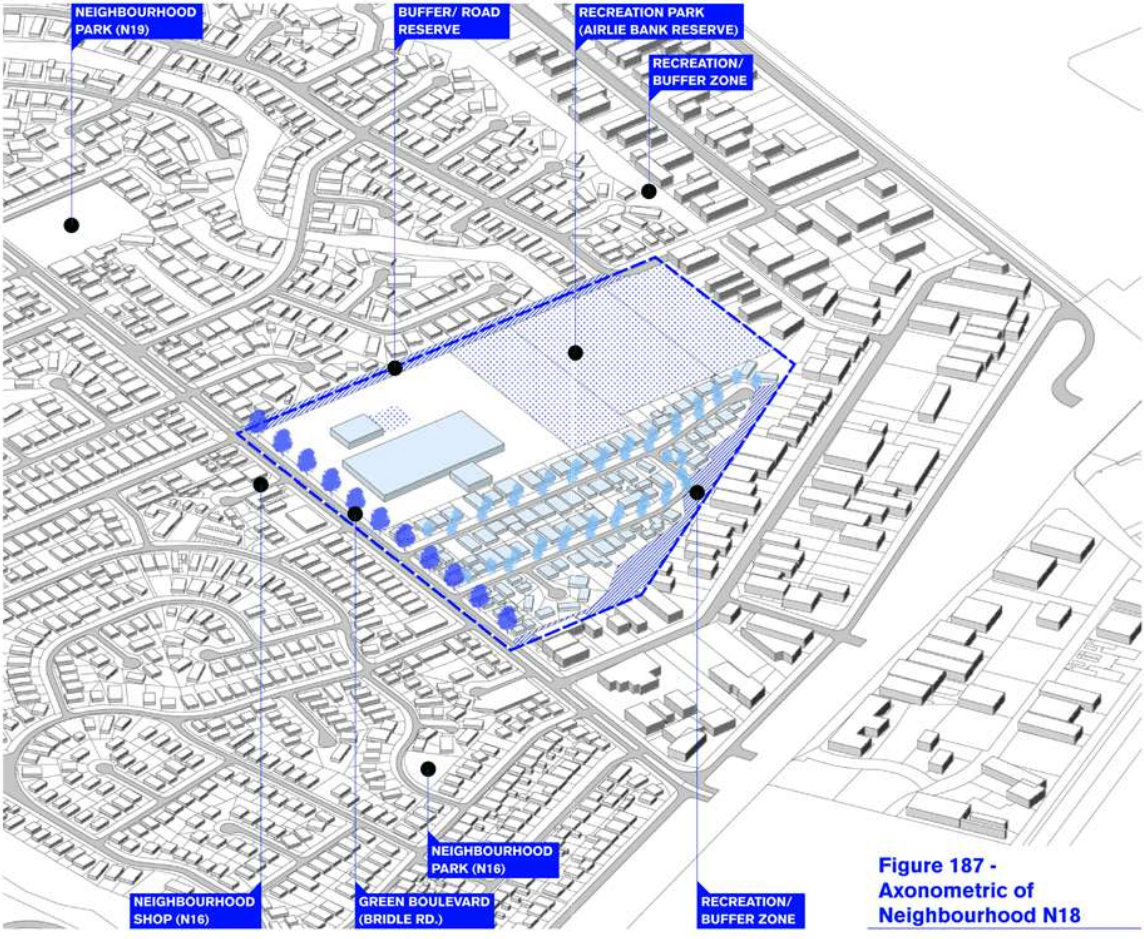 NEIGHBOURHOOD
PARK (N19)
BUFFER/ ROAD
RESERVE
RECREATION PARK
(AIRLIE BANK RESERVE)
RECREATION/
BUFFER ZONE
NEIGHBOURHOOD
PARK (N16)
NEIGHBOURHOOD
SHOP (N16)
GREEN BOULEVARD
(BRIDLE RD.)
RECREATION/
BUFFER ZONE
Figure 187 -
Axonometric of
Neighbourhood N18